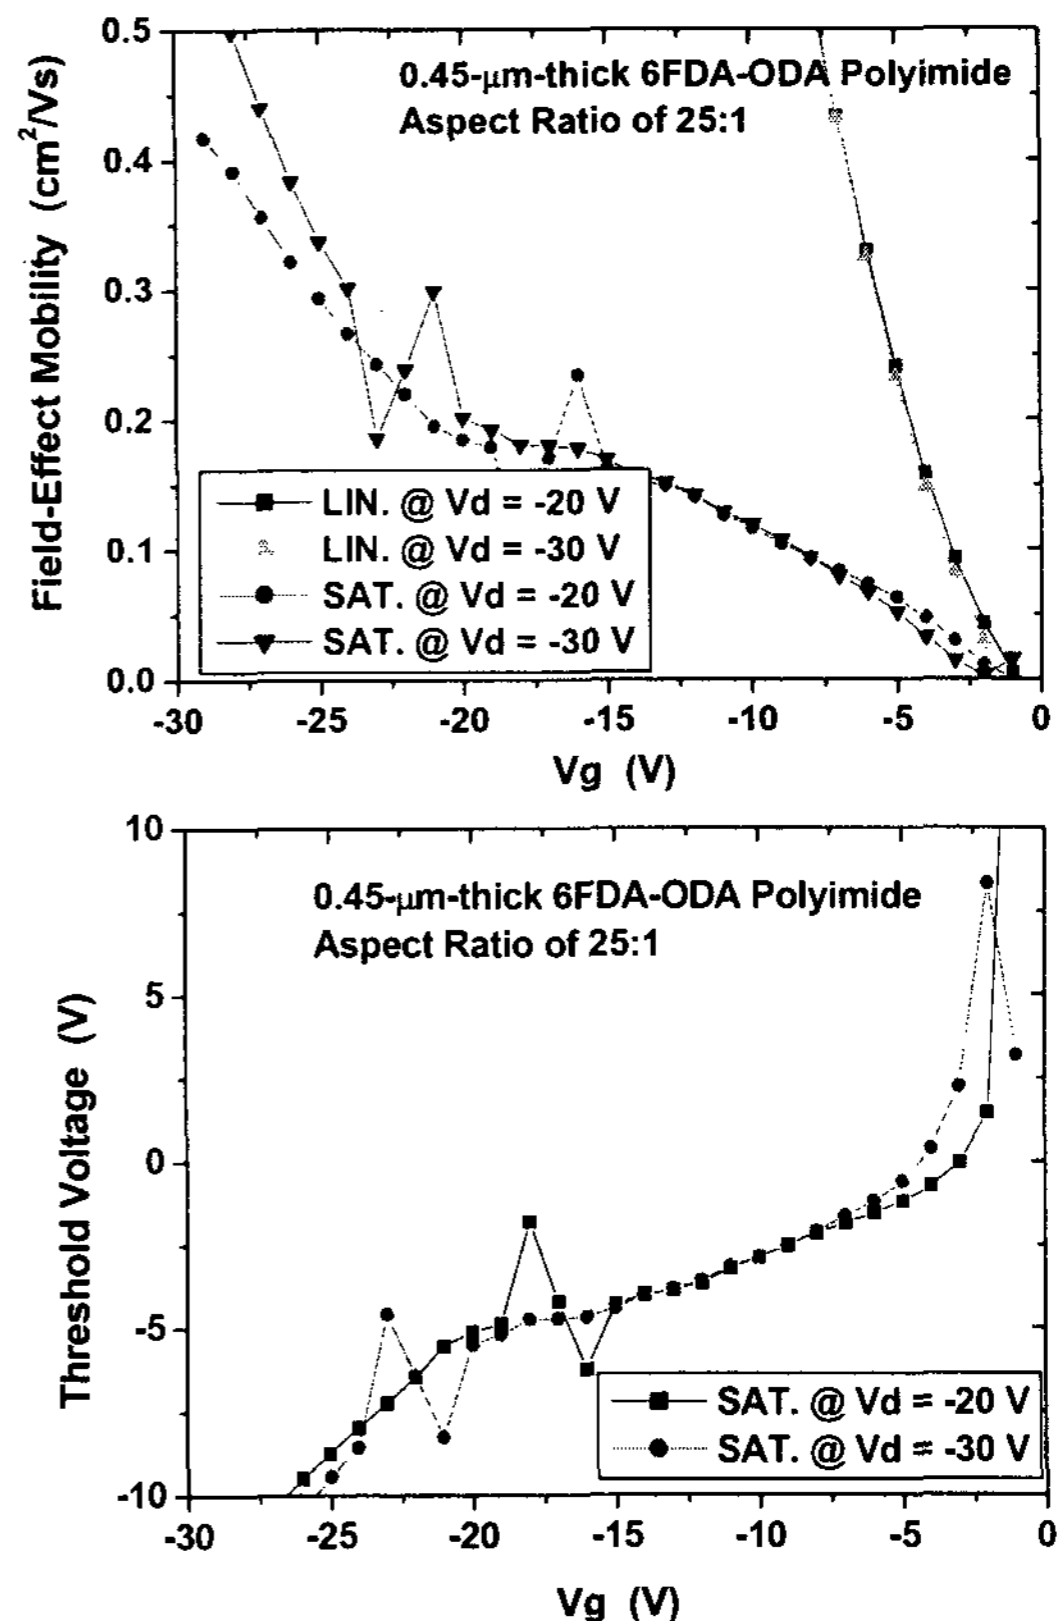 0.5
0.4
0.3
0.2
0.1
0.0
Field-Effect Mobility (cm²/Vs)
0.45-μm-thick 6FDA-ODA Polyimide
Aspect Ratio of 25:1
LIN. @ Vd = -20 V
LIN. @ Vd = -30 V
SAT. @ Vd = -20 V
SAT. @ Vd = -30 V
-30 -25 -20 -15 -10 -5 0
Vg (V)
10
5
0
-5
-10
Threshold Voltage (V)
0.45-μm-thick 6FDA-ODA Polyimide
Aspect Ratio of 25:1
SAT. @ Vd = -20 V
SAT. @ Vd = -30 V
-30 -25 -20 -15 -10 -5 0
Vg (V)